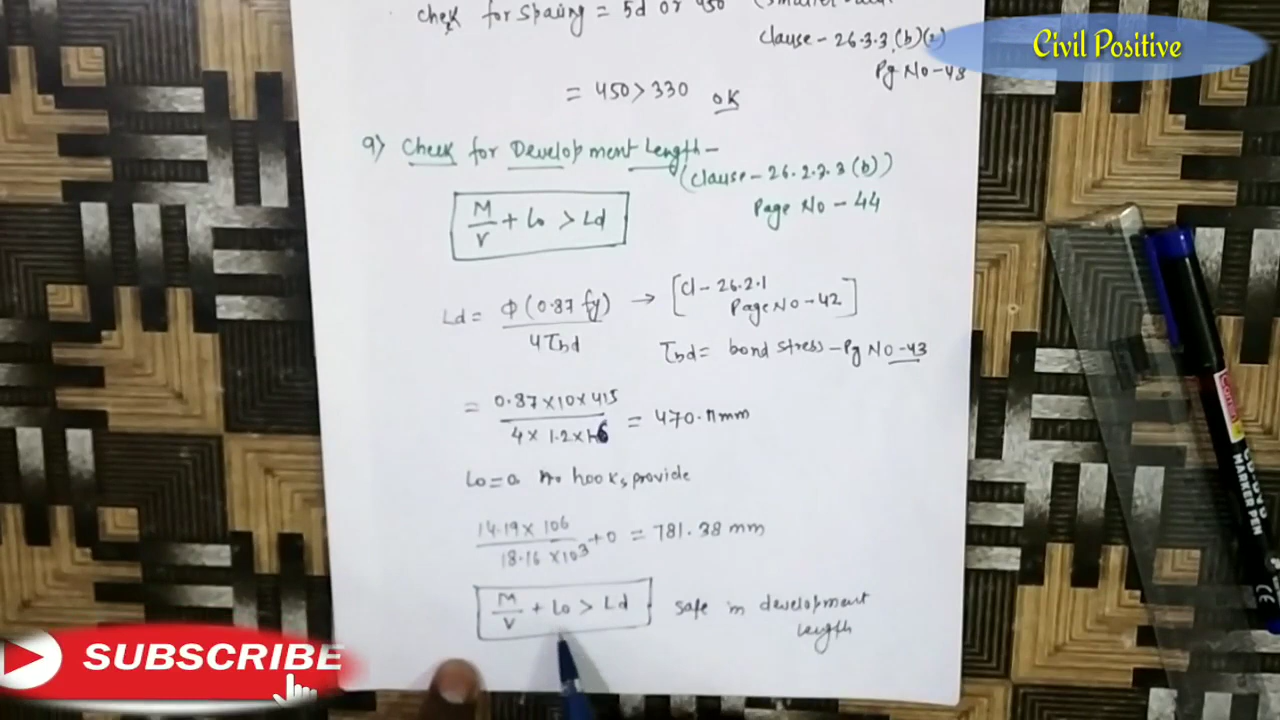 check for Spacing = 5d or 450
Clause - 26.3.3.(b)(2)
Civil Positive
Pg No - 48
= 450 > 330 OK
9) Check for Development Length -
(Clause - 26.2.3.3 (b))
Page No - 44
M/V + Lo > Ld
Ld = Φ (0.87 fy) / 4 τbd → [Cl - 26.2.1
Page No - 42]
τbd = bond stress - Pg No - 43
= 0.87 × 10 × 415 / 4 × 1.2 × 1.6 = 470.11 mm
Lo = 0 no hooks, provide
14.19 × 10⁶ / 18.16 × 10³ + 0 = 781.38 mm
M/V + Lo > Ld safe in development
length
SUBSCRIBE